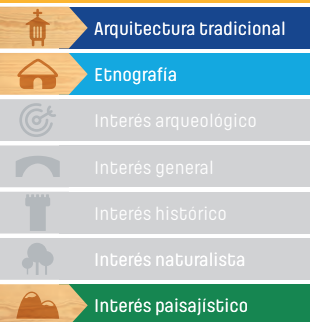 Arquitectura tradicional
Etnografía
Interés arqueológico
Interés general
Interés histórico
Interés naturalista
Interés paisajístico